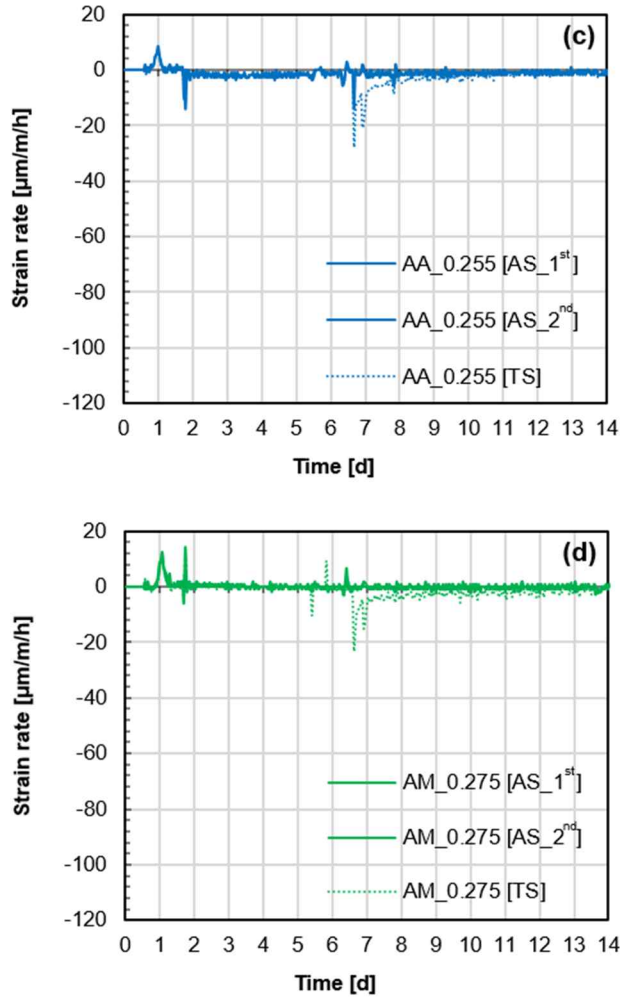 (c)
20
0
-20
-40
-60
-80
-100
-120
Strain rate [µm/m/h]
AA_0.255 [AS_1st]
AA_0.255 [AS_2nd]
AA_0.255 [TS]
0 1 2 3 4 5 6 7 8 9 10 11 12 13 14
Time [d]
(d)
20
0
-20
-40
-60
-80
-100
-120
Strain rate [µm/m/h]
AM_0.275 [AS_1st]
AM_0.275 [AS_2nd]
AM_0.275 [TS]
0 1 2 3 4 5 6 7 8 9 10 11 12 13 14
Time [d]